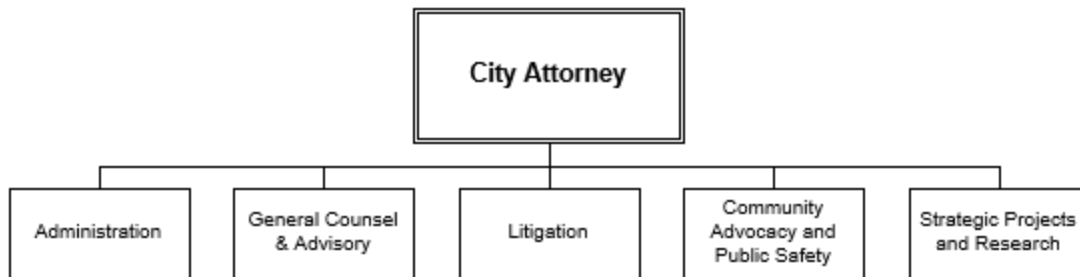 City Attorney
Administration
General Counsel
& Advisory
Litigation
Community
Advocacy and
Public Safety
Strategic Projects
and Research